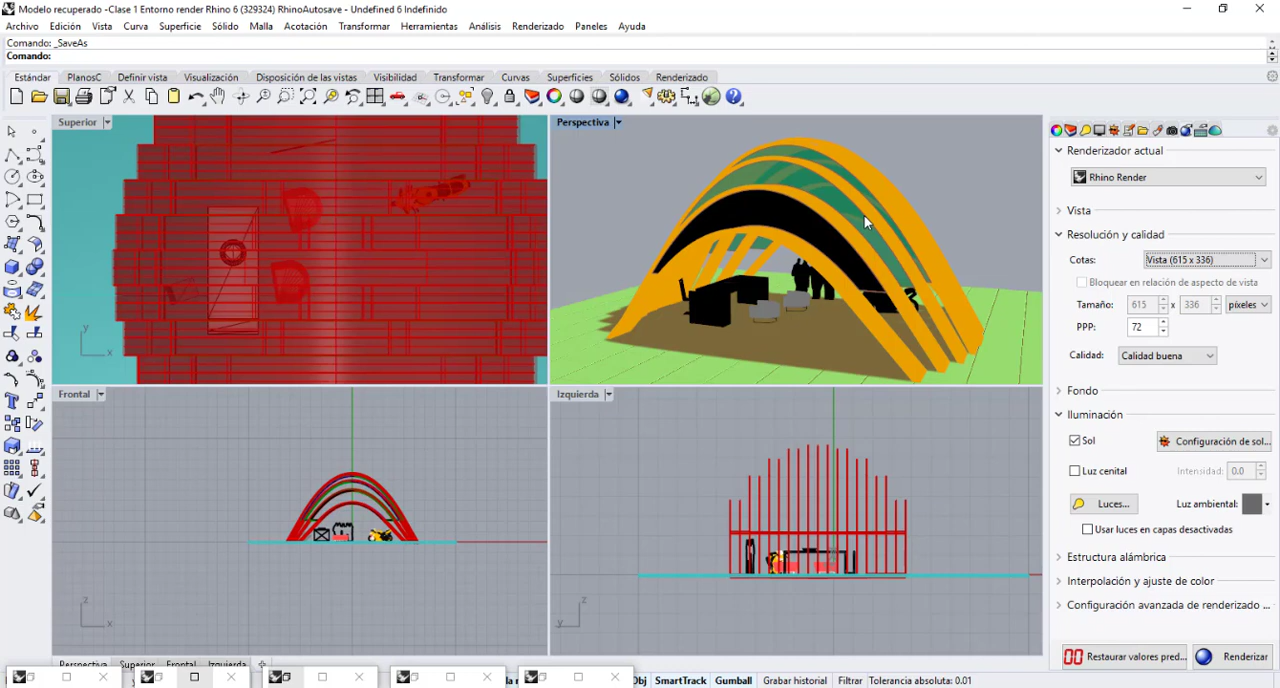 Modelo recuperado -Clase 1 Entorno render Rhino 6 (329324) RhinoAutosave - Undefined 6 Indefinido
Archivo Edición Vista Curva Superficie Sólido Malla Acotación Transformar Herramientas Análisis Renderizado Paneles Ayuda
Comando: _SaveAs
Comando:
Estándar PlanosC Definir vista Visualización Disposición de las vistas Visibilidad Transformar Curvas Superficies Sólidos Renderizado
Superior
Perspectiva
y
x
Frontal
Izquierda
z
x
z
y
Renderizador actual
Rhino Render
Vista
Resolución y calidad
Cotas: Vista (615 x 336)
Bloquear en relación de aspecto de vista
Tamaño: 615 x 336 píxeles
PPP: 72
Calidad: Calidad buena
Fondo
Iluminación
Sol Configuración de sol...
Luz cenital Intensidad: 0.0
Luces... Luz ambiental:
Usar luces en capas desactivadas
Estructura alámbrica
Interpolación y ajuste de color
Configuración avanzada de renderizado ...
Restaurar valores pred... Renderizar
Perspectiva Superior Frontal Izquierda
Obj SmartTrack Gumball Grabar historial Filtrar Tolerancia absoluta: 0.01